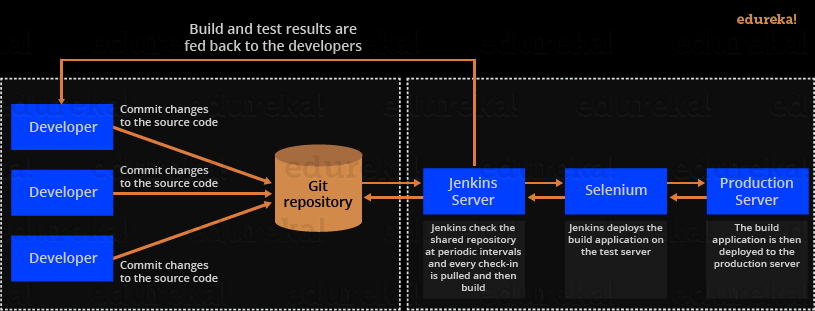 edureka!
Build and test results are
fed back to the developers
Developer
Commit changes
to the source code
Developer
Commit changes
to the source code
Developer
Commit changes
to the source code
Git
repository
Jenkins
Server
Selenium
Production
Server
Jenkins check the
shared repository
at periodic intervals
and every check-in
is pulled and then
build
Jenkins deploys the
build application on
the test server
The build
application is then
deployed to the
production server